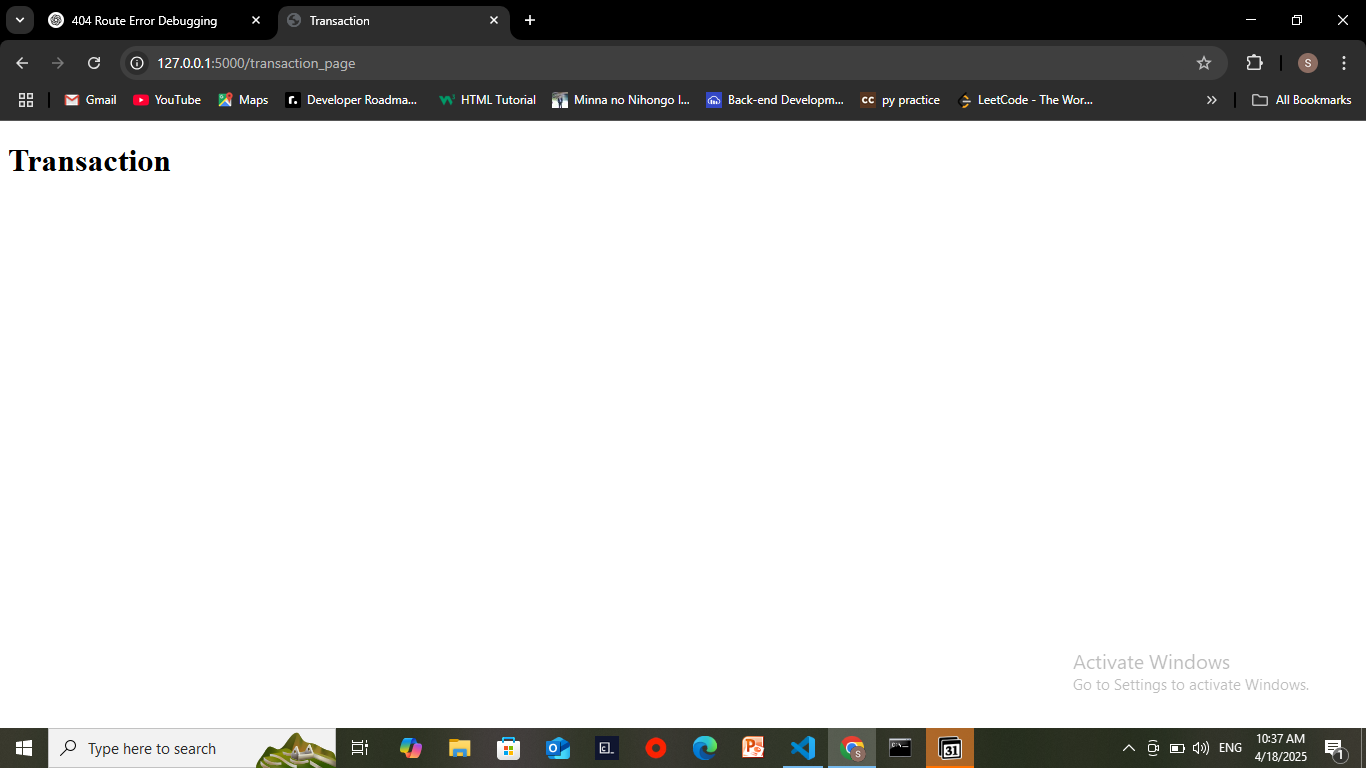 404 Route Error Debugging
Transaction
127.0.0.1:5000/transaction_page
S
Gmail
YouTube
Maps
r.
Developer Roadma...
HTML Tutorial
Minna no Nihongo I...
Back-end Developm...
CC
py practice
LeetCode - The Wor...
All Bookmarks
Transaction
Activate Windows
Go to Settings to activate Windows.
Type here to search
S
31
ENG
10:37 AM
4/18/2025
1